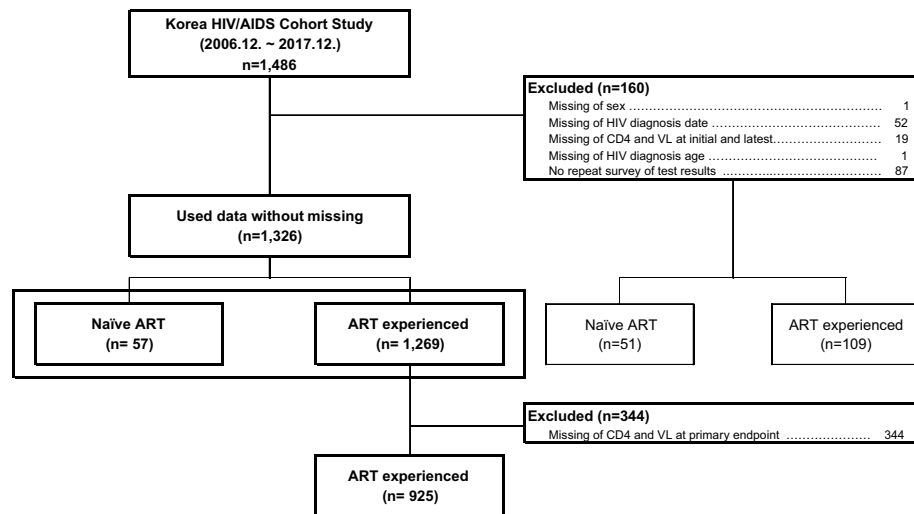 Korea HIV/AIDS Cohort Study
(2006.12. ~ 2017.12.)
n=1,486
Excluded (n=160)
Missing of sex ………………………………………………………… 1
Missing of HIV diagnosis date ……………………………………… 52
Missing of CD4 and VL at initial and latest……………………… 19
Missing of HIV diagnosis age ……………………………………… 1
No repeat survey of test results …………………………………… 87
Used data without missing
(n=1,326)
Naïve ART
(n= 57)
ART experienced
(n= 1,269)
Naïve ART
(n=51)
ART experienced
(n=109)
Excluded (n=344)
Missing of CD4 and VL at primary endpoint ………………… 344
ART experienced
(n= 925)